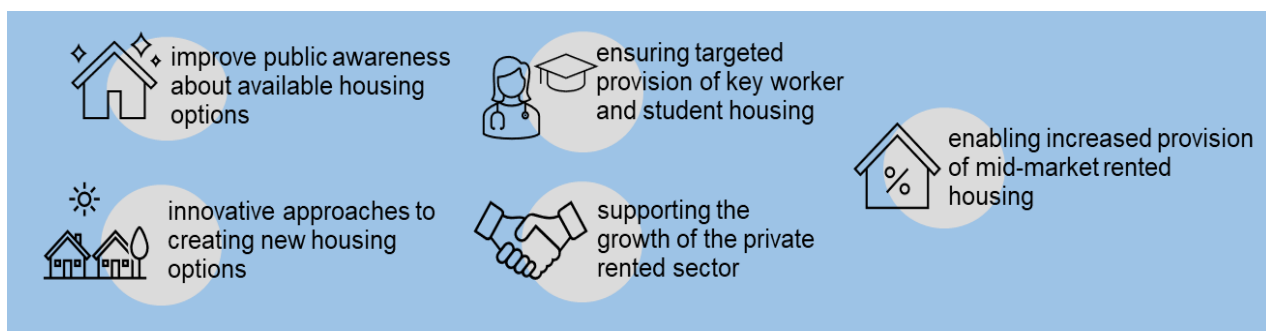 improve public awareness
about available housing
options
innovative approaches to
creating new housing
options
ensuring targeted
provision of key worker
and student housing
supporting the
growth of the private
rented sector
enabling increased provision
of mid-market rented
housing
%